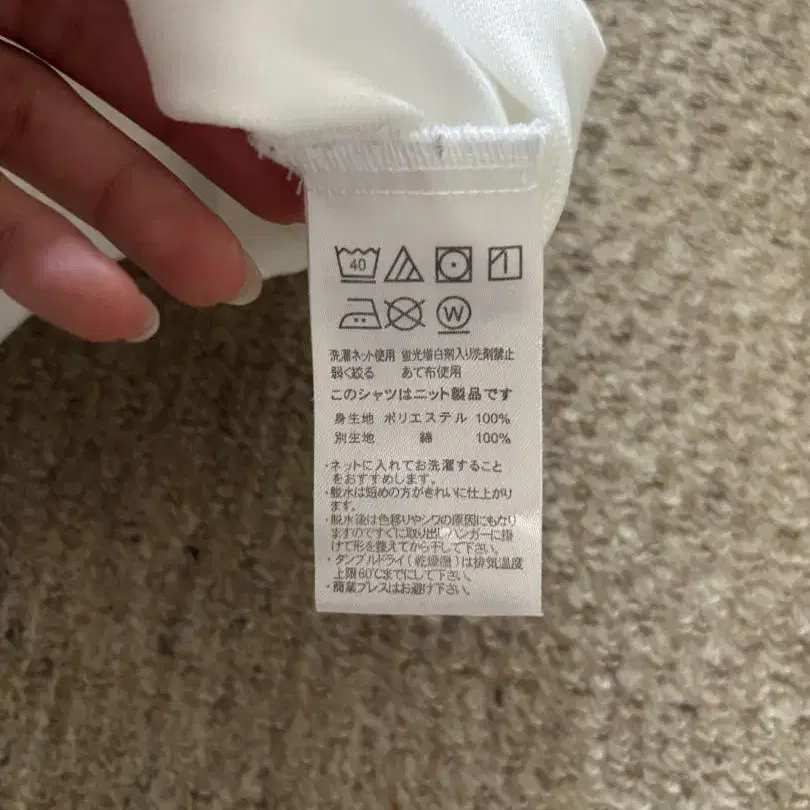 40
W
洗濯ネット使用 蛍光増白剤入り洗剤禁止
弱く絞る あて布使用
このシャツはニット製品です
身生地 ポリエステル 100%
別生地 綿 100%
・ネットに入れてお洗濯すること
をおすすめします。
・脱水は短めの方がきれいに仕上がり
ます。
・脱水後は色移りやシワの原因にもなり
ますのですぐに取り出しハンガーに掛
けて形を整えてから干して下さい。
・タンブルドライ(乾燥機)は排気温度
上限60℃までにして下さい。
・簡業プレスはお避け下さい。